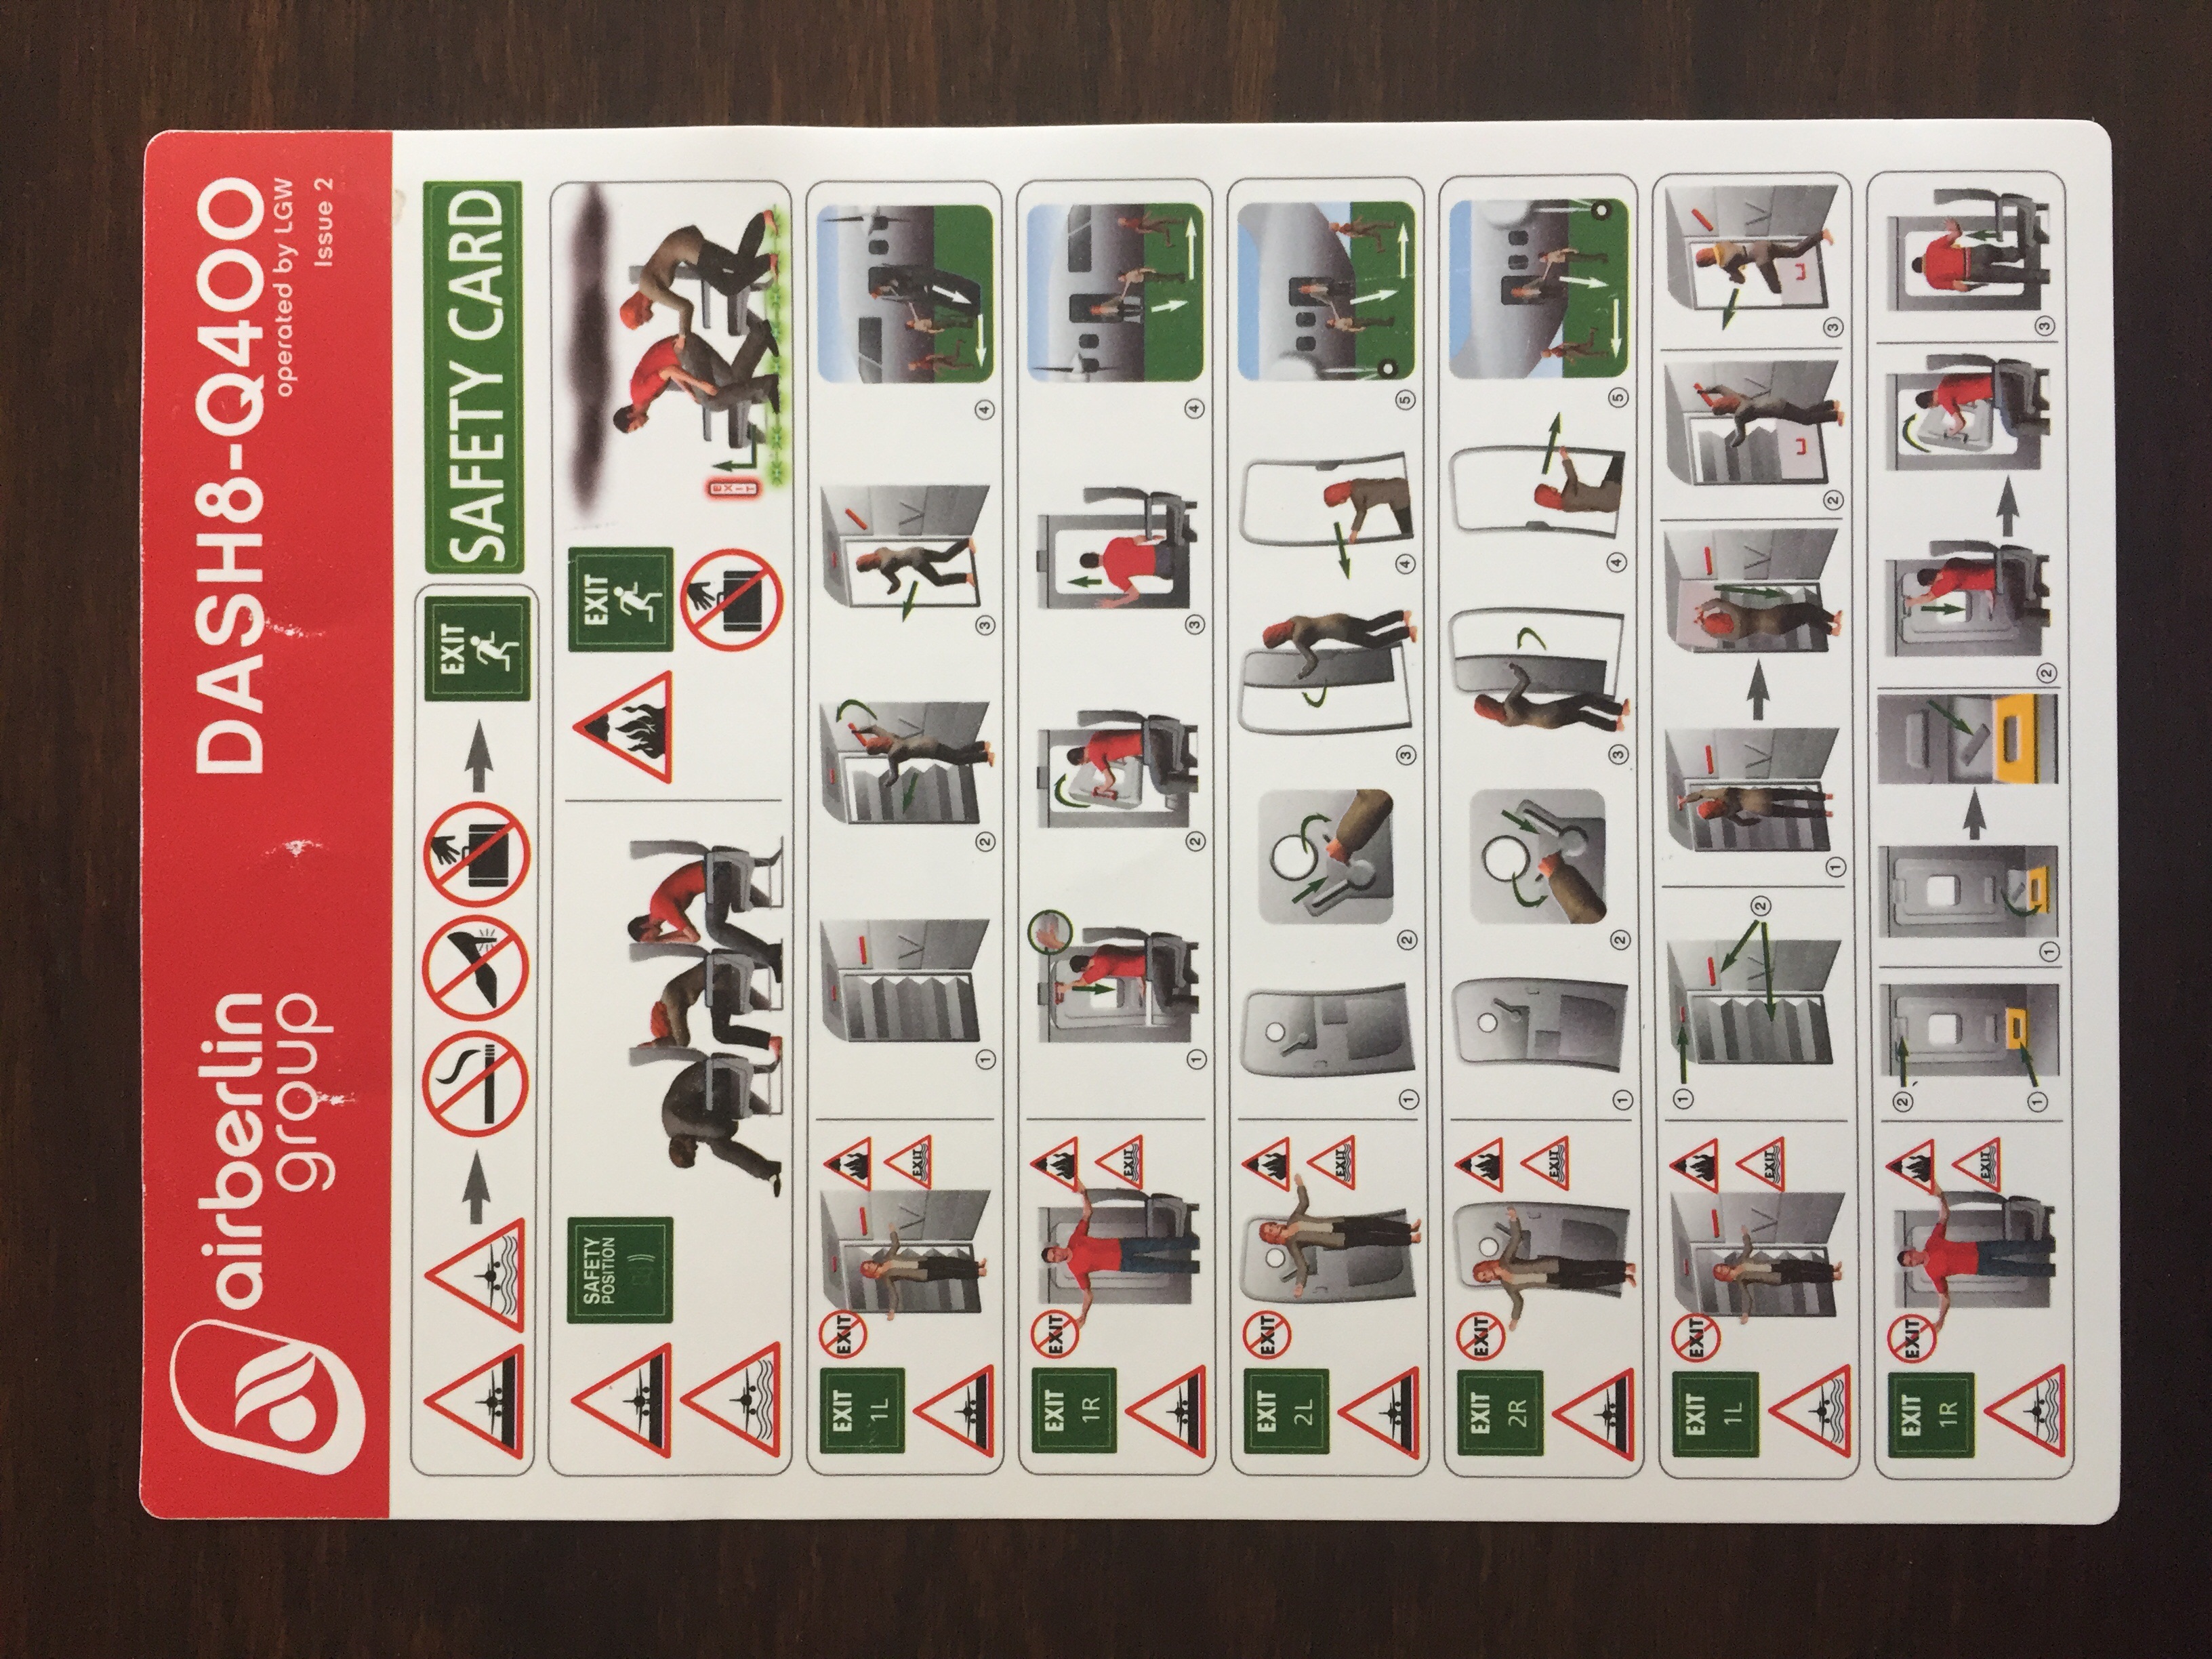 airberlin
group
DASH8-Q400
operated by LGW
Issue 2
EXIT
SAFETY CARD
SAFETY
POSITION
EXIT
EXIT
EXIT
1L
EXIT
EXIT
1
2
3
4
EXIT
1R
EXIT
EXIT
1
2
3
4
EXIT
2L
EXIT
EXIT
1
2
3
4
5
EXIT
2R
EXIT
EXIT
1
2
3
4
5
EXIT
1L
EXIT
EXIT
1
2
1
2
3
EXIT
1R
EXIT
EXIT
2
1
1
2
3